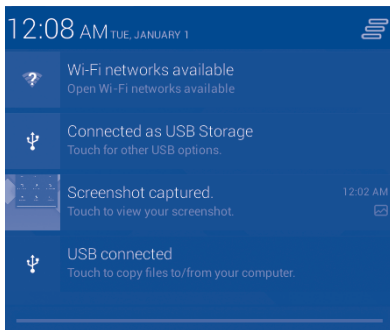 12:08 AM TUE, JANUARY 1
Wi-Fi networks available
Open Wi-Fi networks available
Connected as USB Storage
Touch for other USB options.
Screenshot captured. 12:02 AM
Touch to view your screenshot.
USB connected
Touch to copy files to/from your computer.